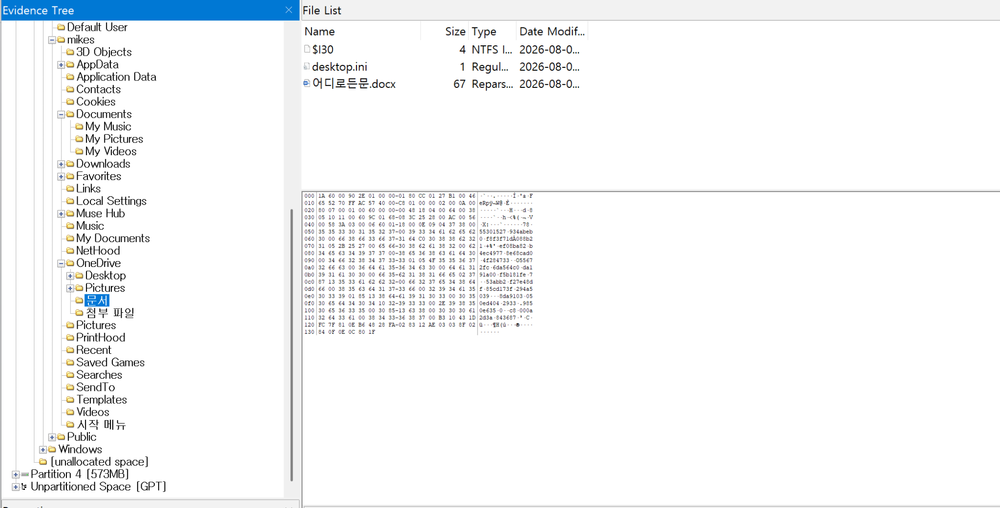 Evidence Tree
Default User
mikes
3D Objects
AppData
Application Data
Contacts
Cookies
Documents
My Music
My Pictures
My Videos
Downloads
Favorites
Links
Local Settings
Muse Hub
Music
My Documents
NetHood
OneDrive
Desktop
Pictures
문서
첨부 파일
Pictures
PrintHood
Recent
Saved Games
Searches
SendTo
Templates
Videos
시작 메뉴
Public
Windows
[unallocated space]
Partition 4 [573MB]
Unpartitioned Space [GPT]
File List
Name Size Type Date Modif...
$I30 4 NTFS I... 2026-08-0...
desktop.ini 1 Regul... 2026-08-0...
어디로든문.docx 67 Repars... 2026-08-0...
000 1A 60 00 90 2E 01 00 00-01 80 CC 01 27 B1 00 46 ·`··.·····Ì·'±·F
010 65 52 70 FF AC 57 40 00-C8 01 00 00 02 00 0A 00 eRpÿ¬W@·È·······
020 80 07 00 01 00 60 00 00-00 48 18 04 00 64 00 38 ·····`···H···d·8
030 05 10 11 00 60 9C 01 68-08 3C 25 28 00 AC 00 56 ····`··h·<%(·¬·V
040 00 58 3A 03 00 06 60 01-18 00 0E 09 04 37 38 00 ·X:···`······78·
050 35 35 33 30 31 35 32 37-00 39 33 34 61 62 65 62 55301527·934abeb
060 30 00 66 38 66 33 66 37-31 64 C0 30 38 38 62 32 0·f8f3f71dÀ088b2
070 31 05 2B 25 27 00 65 66-30 38 62 61 38 32 00 62 1·+%'·ef08ba82·b
080 34 65 63 34 39 37 37 00-38 65 36 38 63 61 64 30 4ec4977·8e68cad0
090 00 34 66 32 38 34 37 33-33 01 05 4F 35 35 36 37 ·4f284733··O5567
0a0 32 66 63 00 36 64 61 35-36 34 63 30 00 64 61 31 2fc·6da564c0·da1
0b0 39 31 61 30 30 00 66 35-62 31 38 31 66 65 02 37 91a00·f5b181fe·7
0c0 87 13 35 33 61 62 62 32-00 66 32 37 65 34 38 64 ··53abb2·f27e48d
0d0 66 00 38 35 63 64 31 37-33 66 00 32 39 34 61 35 f·85cd173f·294a5
0e0 30 33 39 01 85 13 38 64-61 39 31 30 33 00 30 35 039···8da9103·05
0f0 30 65 64 34 30 34 10 32-39 33 33 00 2E 39 38 35 0ed404·2933·.985
100 30 65 36 33 35 00 30 85-13 63 38 00 30 30 30 61 0e635·0··c8·000a
110 32 64 33 61 00 38 34 33-36 38 37 00 B3 10 43 1D 2d3a·843687·³·C·
120 FC 7F 81 0E B6 48 28 FA-02 83 12 AE 03 03 8F 02 ü···¶H(ú···®····
130 84 0F 0E 0C 80 1F ······